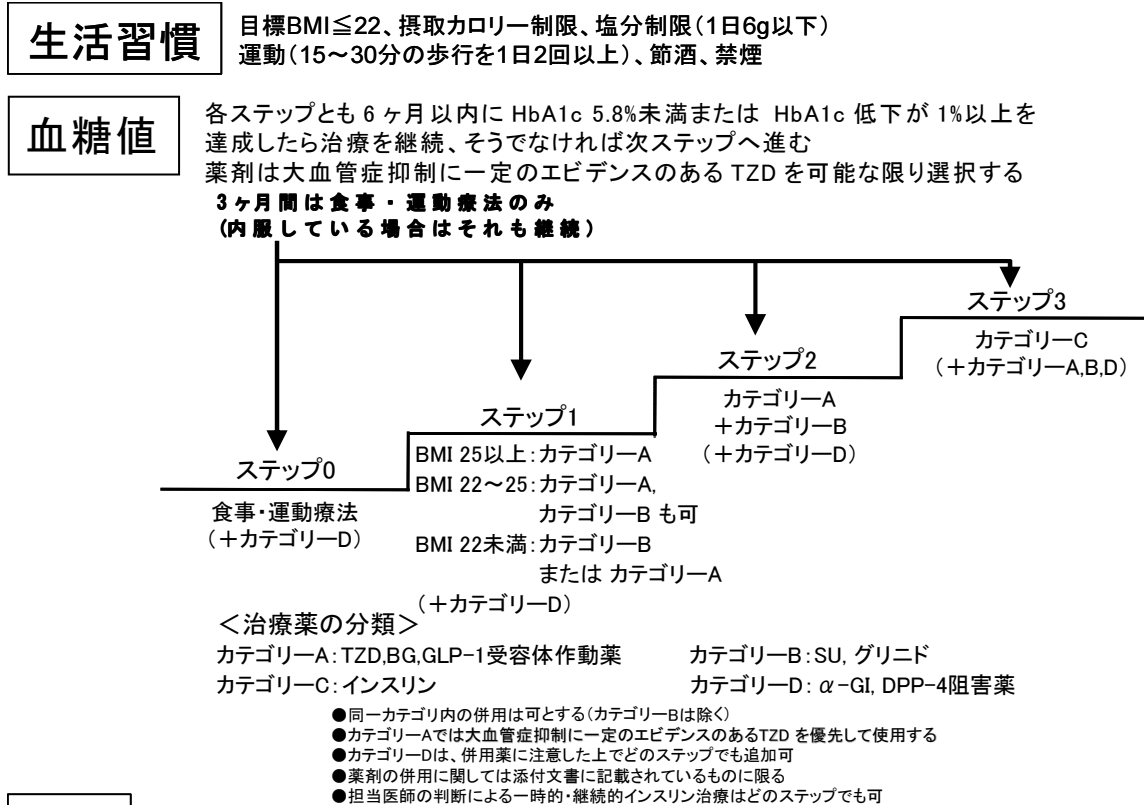 生活習慣
目標BMI≦22、摂取カロリー制限、塩分制限(1日6g以下)
運動(15～30分の歩行を1日2回以上)、節酒、禁煙
血糖値
各ステップとも 6 ヶ月以内に HbA1c 5.8%未満または HbA1c 低下が 1%以上を
達成したら治療を継続、そうでなければ次ステップへ進む
薬剤は大血管症抑制に一定のエビデンスのある TZD を可能な限り選択する
3ヶ月間は食事・運動療法のみ
(内服している場合はそれも継続)
ステップ3
カテゴリーC
(+カテゴリーA,B,D)
ステップ2
カテゴリーA
+カテゴリーB
(+カテゴリーD)
ステップ1
BMI 25以上:カテゴリーA
BMI 22～25:カテゴリーA,
カテゴリーB も可
BMI 22未満:カテゴリーB
または カテゴリーA
(+カテゴリーD)
ステップ0
食事・運動療法
(+カテゴリーD)
<治療薬の分類>
カテゴリーA:TZD,BG,GLP-1受容体作動薬
カテゴリーB:SU, グリニド
カテゴリーC:インスリン
カテゴリーD: α-GI, DPP-4阻害薬
●同一カテゴリ内の併用は可とする(カテゴリーBは除く)
●カテゴリーAでは大血管症抑制に一定のエビデンスのあるTZD を優先して使用する
●カテゴリーDは、併用薬に注意した上でどのステップでも追加可
●薬剤の併用に関しては添付文書に記載されているものに限る
●担当医師の判断による一時的・継続的インスリン治療はどのステップでも可